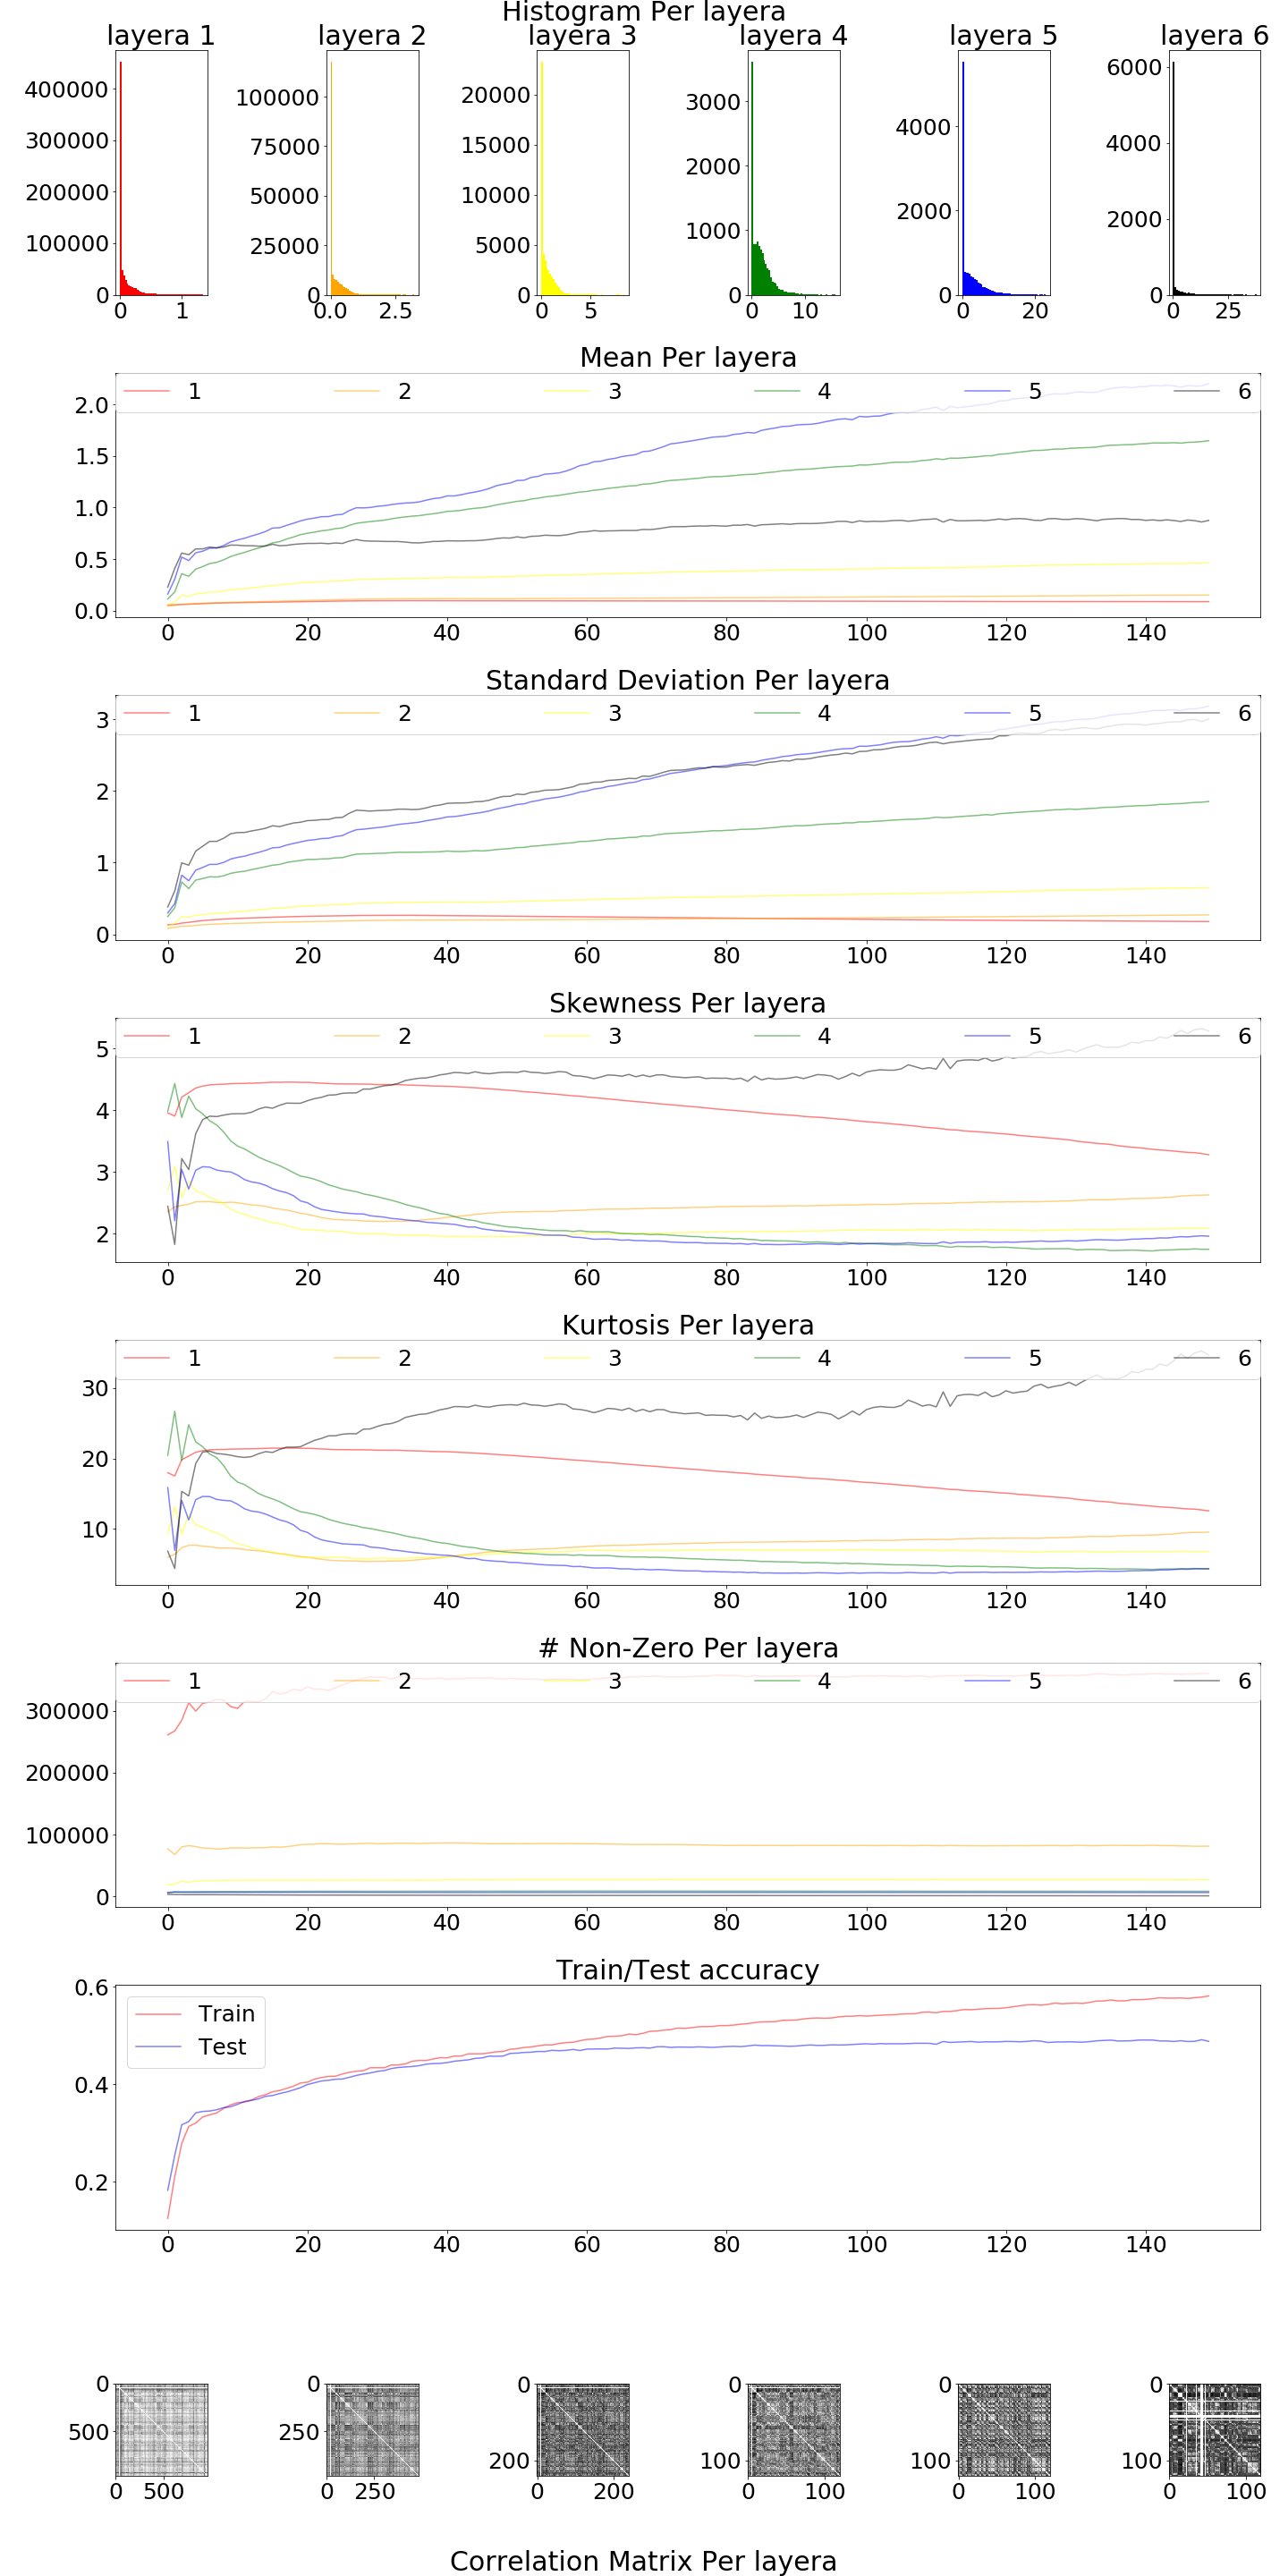 Histogram Per layera
layera 1 layera 2 layera 3 layera 4 layera 5 layera 6
400000 300000 200000 100000 0
0 1
100000 75000 50000 25000 0
0.0 2.5
20000 15000 10000 5000 0
0 5
3000 2000 1000 0
0 10
4000 2000 0
0 20
6000 4000 2000 0
0 25
Mean Per layera
1 2 3 4 5 6
2.0
1.5
1.0
0.5
0.0
0 20 40 60 80 100 120 140
Standard Deviation Per layera
1 2 3 4 5 6
3
2
1
0
0 20 40 60 80 100 120 140
Skewness Per layera
1 2 3 4 5 6
5
4
3
2
0 20 40 60 80 100 120 140
Kurtosis Per layera
1 2 3 4 5 6
30
20
10
0 20 40 60 80 100 120 140
# Non-Zero Per layera
1 2 3 4 5 6
300000
200000
100000
0
0 20 40 60 80 100 120 140
Train/Test accuracy
0.6
Train
Test
0.4
0.2
0 20 40 60 80 100 120 140
0 500
0 500
0 250
0 250
0 200
0 200
0 100
0 100
0 100
0 100
0 100
0 100
Correlation Matrix Per layera